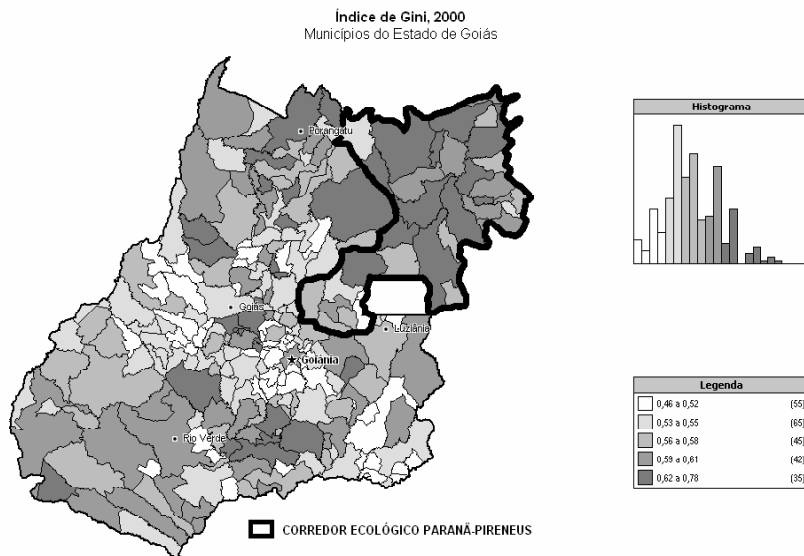 Índice de Gini, 2000
Municípios do Estado de Goiás
Porangatu
Goiás
Luziânia
Goiânia
Rio Verde
CORREDOR ECOLÓGICO PARANÃ-PIRENEUS
Histograma
Legenda
0,46 a 0,52 (55)
0,53 a 0,55 (65)
0,56 a 0,58 (45)
0,59 a 0,61 (42)
0,62 a 0,78 (35)